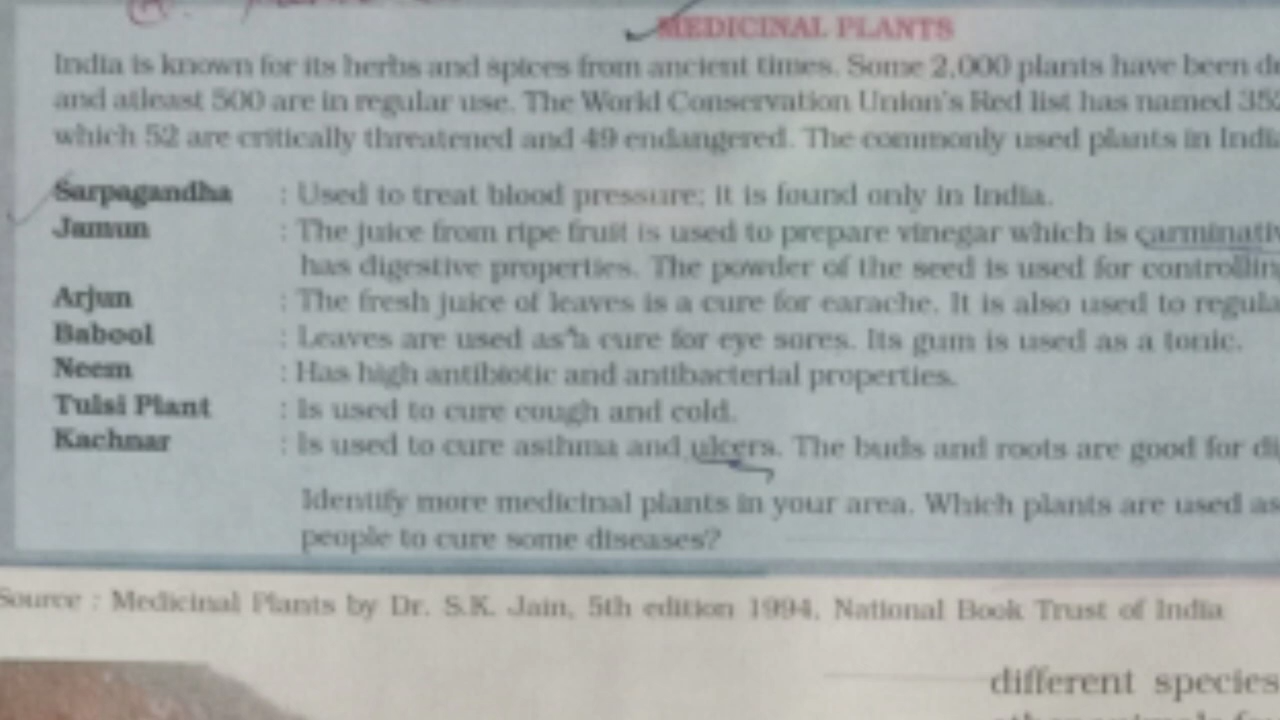 MEDICINAL PLANTS
India is known for its herbs and spices from ancient times. Some 2,000 plants have been
and atleast 500 are in regular use. The World Conservation Union's Red list has named
which 52 are critically threatened and 49 endangered. The commonly used plants in
Sarpagandha : Used to treat blood pressure; it is found only in India.
Jamun : The juice from ripe fruit is used to prepare vinegar which is
has digestive properties. The powder of the seed is used for
Arjun : The fresh juice of leaves is a cure for earache. It is also used to
Babool : Leaves are used as a cure for eye sores. Its gum is used as a tonic.
Neem : Has high antibiotic and antibacterial properties.
Tulsi Plant : Is used to cure cough and cold.
Kachnar : Is used to cure asthma and ulcers. The buds and roots are good for
Identify more medicinal plants in your area. Which plants are used as
people to cure some diseases?
Source : Medicinal Plants by Dr. S.K. Jain, 5th edition 1994, National Book Trust of India
different species